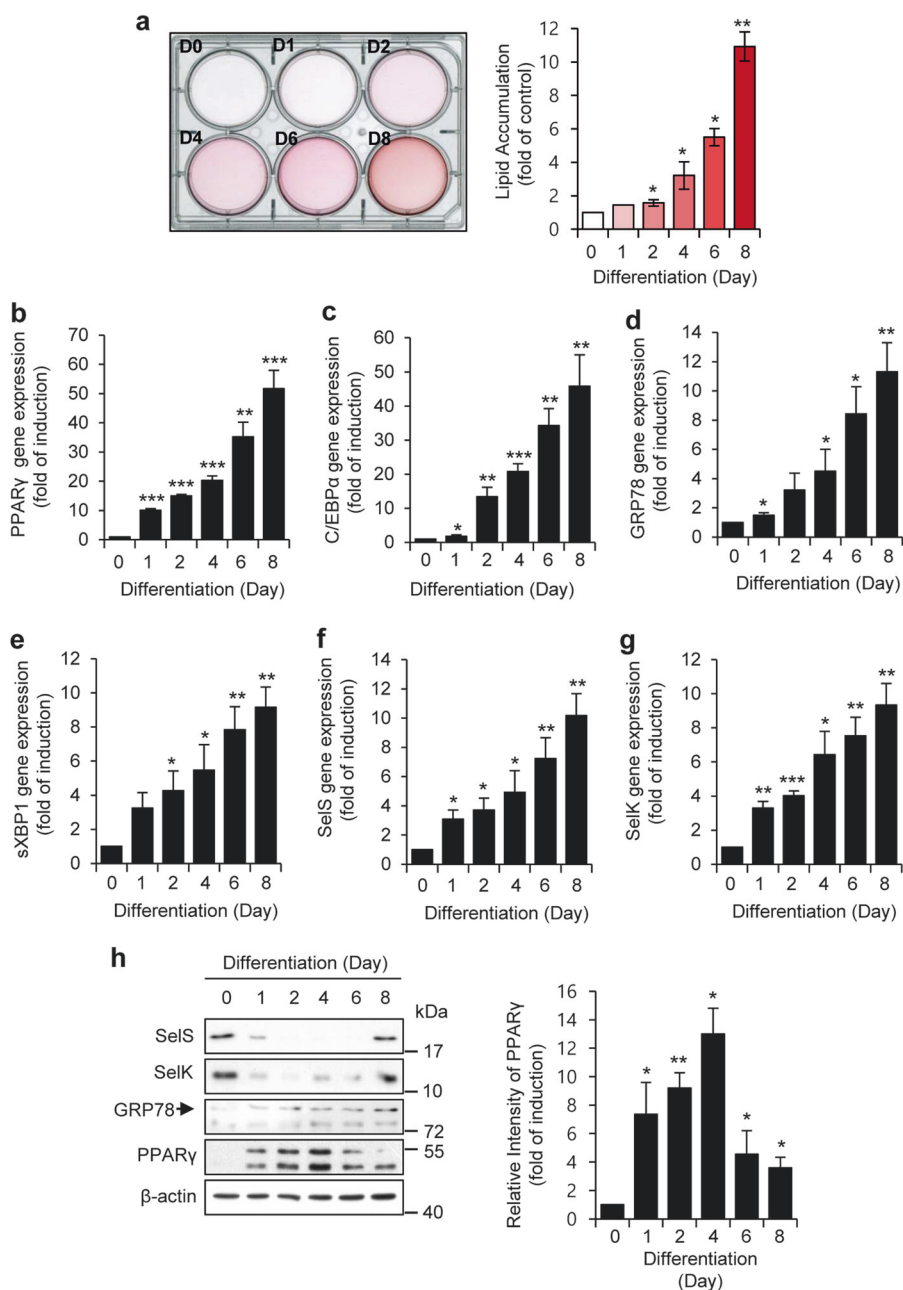 a
D0 D1 D2
D4 D6 D8
Lipid Accumulation
(fold of control)
12
10
8
6
4
2
0
* * * **
0 1 2 4 6 8
Differentiation (Day)
b
PPARγ gene expression
(fold of induction)
70
60
50
40
30
20
10
0
*** *** *** ** ***
0 1 2 4 6 8
Differentiation (Day)
c
C/EBPα gene expression
(fold of induction)
60
50
40
30
20
10
0
* ** *** ** **
0 1 2 4 6 8
Differentiation (Day)
d
GRP78 gene expression
(fold of induction)
14
12
10
8
6
4
2
0
* * * **
0 1 2 4 6 8
Differentiation (Day)
e
sXBP1 gene expression
(fold of induction)
12
10
8
6
4
2
0
* * ** **
0 1 2 4 6 8
Differentiation (Day)
f
SelS gene expression
(fold of induction)
14
12
10
8
6
4
2
0
* * * ** **
0 1 2 4 6 8
Differentiation (Day)
g
SelK gene expression
(fold of induction)
12
10
8
6
4
2
0
** *** * ** **
0 1 2 4 6 8
Differentiation (Day)
h
Differentiation (Day)
0 1 2 4 6 8
kDa
SelS
17
SelK
10
GRP78
72
PPARγ
55
β-actin
40
Relative Intensity of PPARγ
(fold of induction)
16
14
12
10
8
6
4
2
0
* ** * * *
0 1 2 4 6 8
Differentiation
(Day)